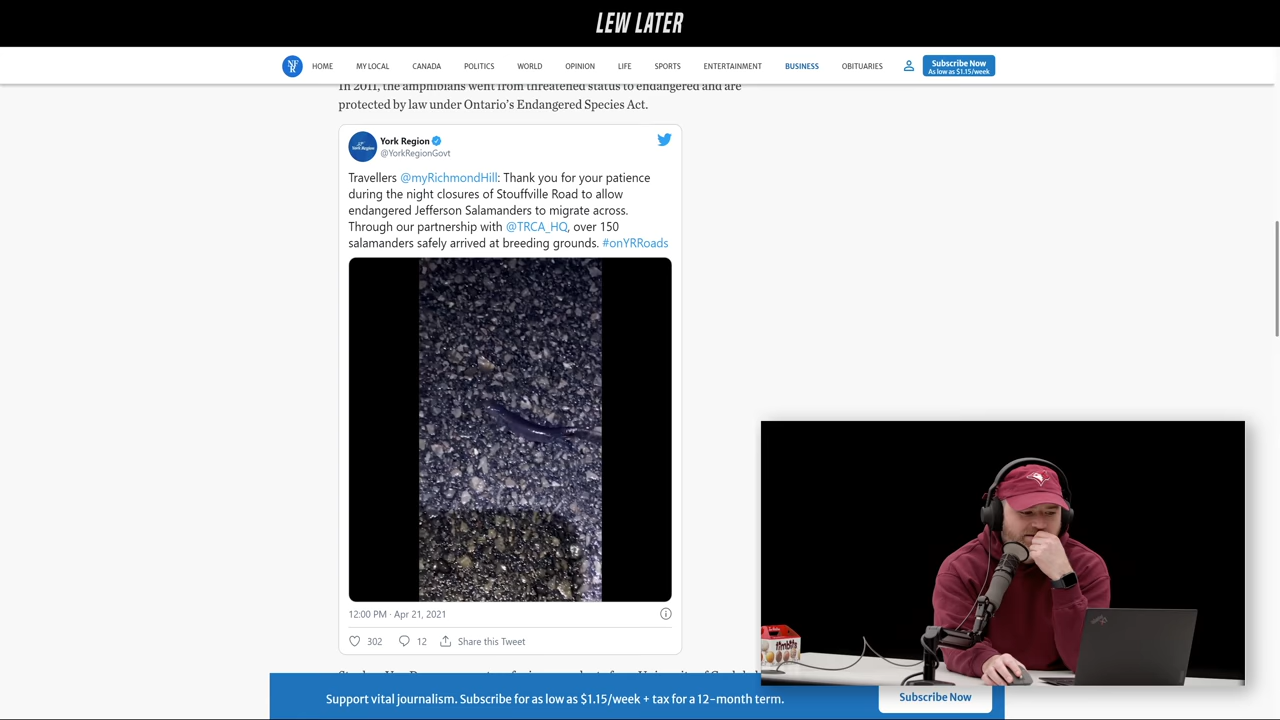 LEW LATER
NF
R
HOME MY LOCAL CANADA POLITICS WORLD OPINION LIFE SPORTS ENTERTAINMENT BUSINESS OBITUARIES
Subscribe Now
As low as $1.15/week
In 2011, the amphibians went from threatened status to endangered and are
protected by law under Ontario's Endangered Species Act.
York Region
@YorkRegionGovt
York Region
Travellers @myRichmondHill: Thank you for your patience
during the night closures of Stouffville Road to allow
endangered Jefferson Salamanders to migrate across.
Through our partnership with @TRCA_HQ, over 150
salamanders safely arrived at breeding grounds. #onYRRoads
12:00 PM · Apr 21, 2021
302 12 Share this Tweet
Support vital journalism. Subscribe for as low as $1.15/week + tax for a 12-month term.
Subscribe Now
timbits